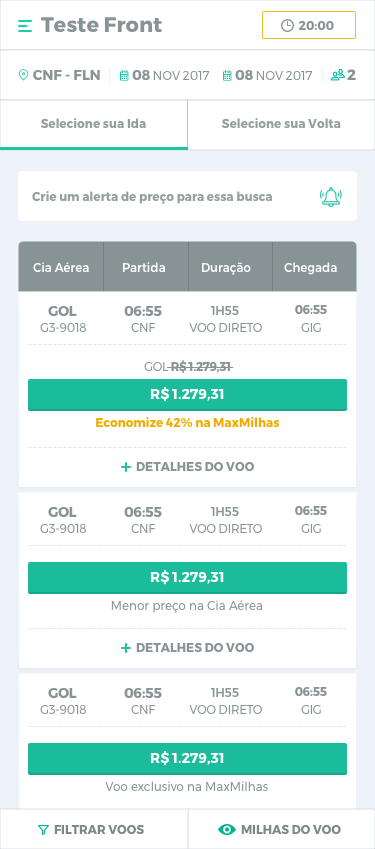 Teste Front
20:00
CNF - FLN 08 NOV 2017 08 NOV 2017 2
Selecione sua Ida Selecione sua Volta
Crie um alerta de preço para essa busca
Cia Aérea Partida Duração Chegada
GOL 06:55 1H55 06:55
G3-9018 CNF VOO DIRETO GIG
GOL R$ 1.279,31
R$ 1.279,31
Economize 42% na MaxMilhas
+ DETALHES DO VOO
GOL 06:55 1H55 06:55
G3-9018 CNF VOO DIRETO GIG
R$ 1.279,31
Menor preço na Cia Aérea
+ DETALHES DO VOO
GOL 06:55 1H55 06:55
G3-9018 CNF VOO DIRETO GIG
R$ 1.279,31
Voo exclusivo na MaxMilhas
FILTRAR VOOS MILHAS DO VOO